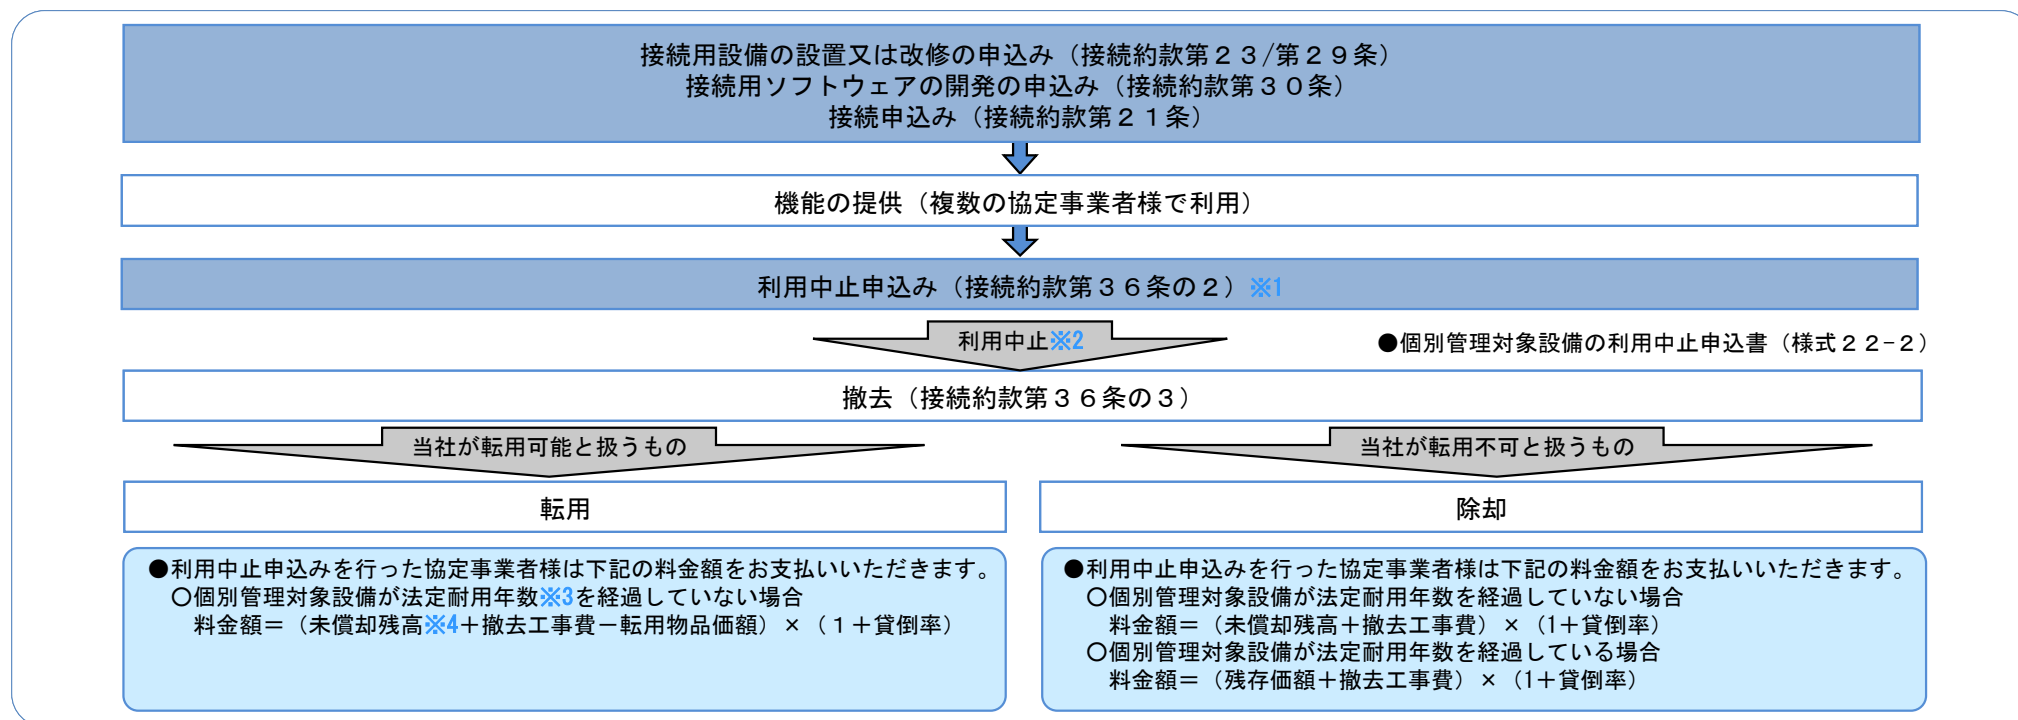 接続用設備の設置又は改修の申込み（接続約款第２３/第２９条）
接続用ソフトウェアの開発の申込み（接続約款第３０条）
接続申込み（接続約款第２１条）
機能の提供（複数の協定事業者様で利用）
利用中止申込み（接続約款第３６条の２）※1
利用中止※2
●個別管理対象設備の利用中止申込書（様式２２−２）
撤去（接続約款第３６条の３）
当社が転用可能と扱うもの
当社が転用不可と扱うもの
転用
除却
●利用中止申込みを行った協定事業者様は下記の料金額をお支払いいただきます。
〇個別管理対象設備が法定耐用年数※3を経過していない場合
料金額＝（未償却残高※4＋撤去工事費－転用物品価額）×（１＋貸倒率）
●利用中止申込みを行った協定事業者様は下記の料金額をお支払いいただきます。
〇個別管理対象設備が法定耐用年数を経過していない場合
料金額＝（未償却残高＋撤去工事費）×（1＋貸倒率）
〇個別管理対象設備が法定耐用年数を経過している場合
料金額＝（残存価額＋撤去工事費）×（1＋貸倒率）